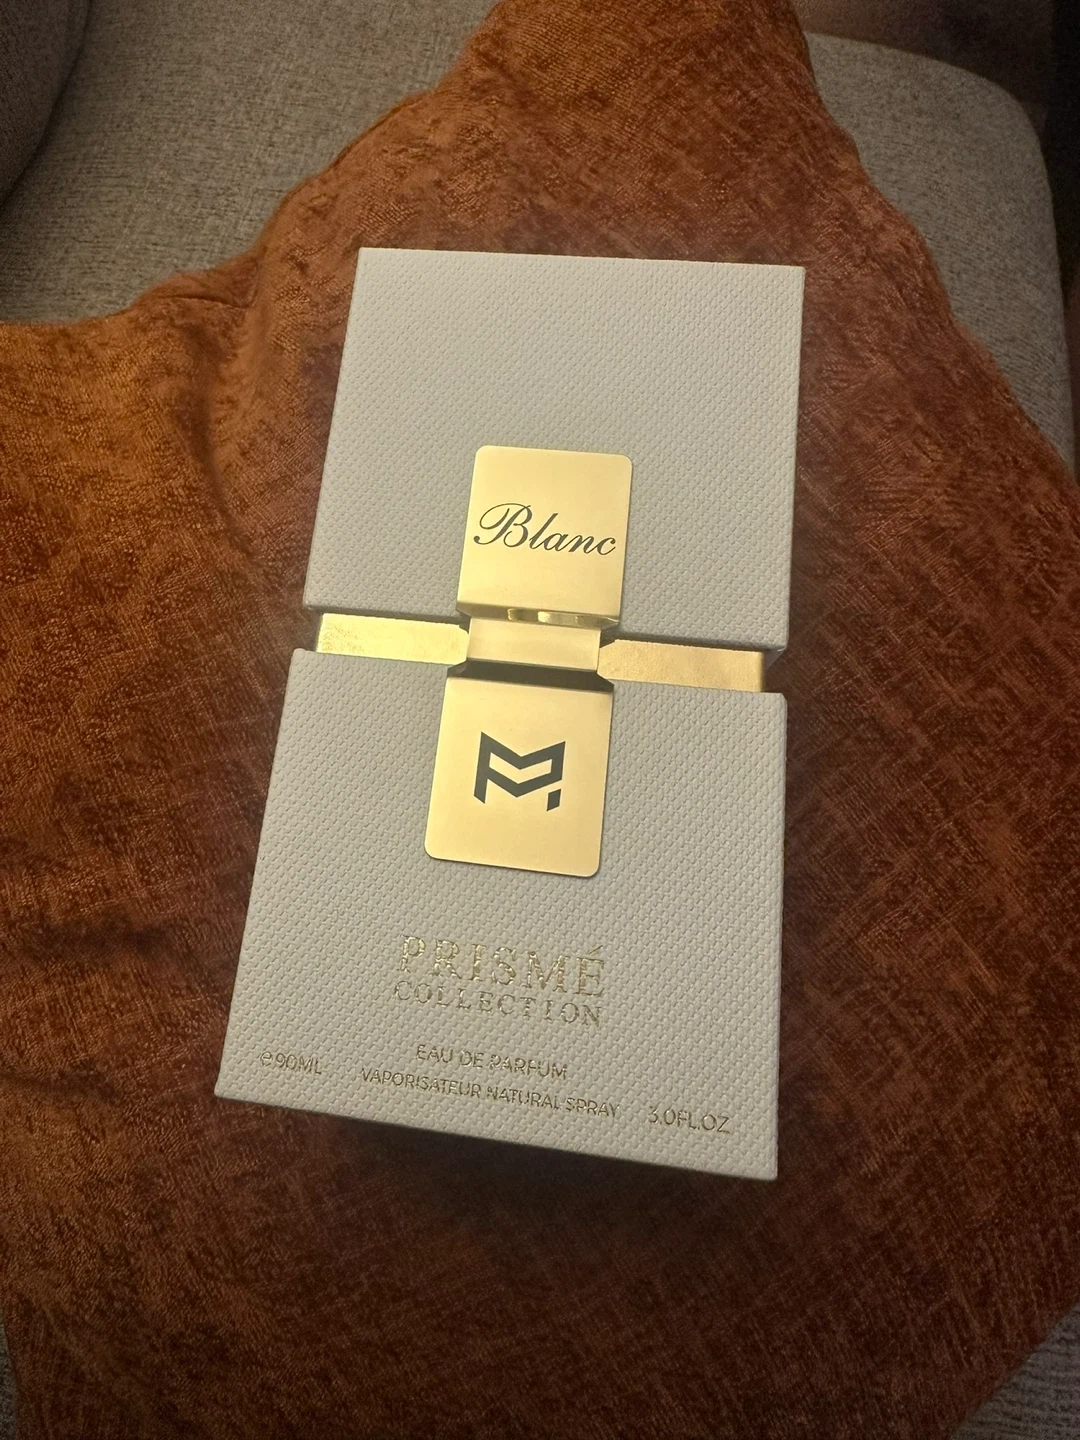 Blanc
PRISMÉ
COLLECTION
EAU DE PARFUM
℮90ML VAPORISATEUR NATURAL SPRAY 3.0FL.OZ